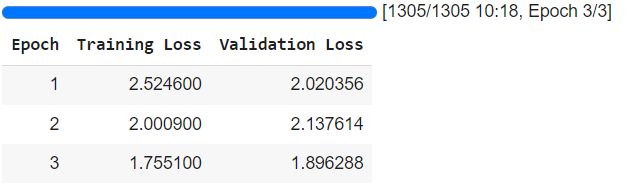 [1305/1305 10:18, Epoch 3/3]
Epoch Training Loss Validation Loss
1 2.524600 2.020356
2 2.000900 2.137614
3 1.755100 1.896288